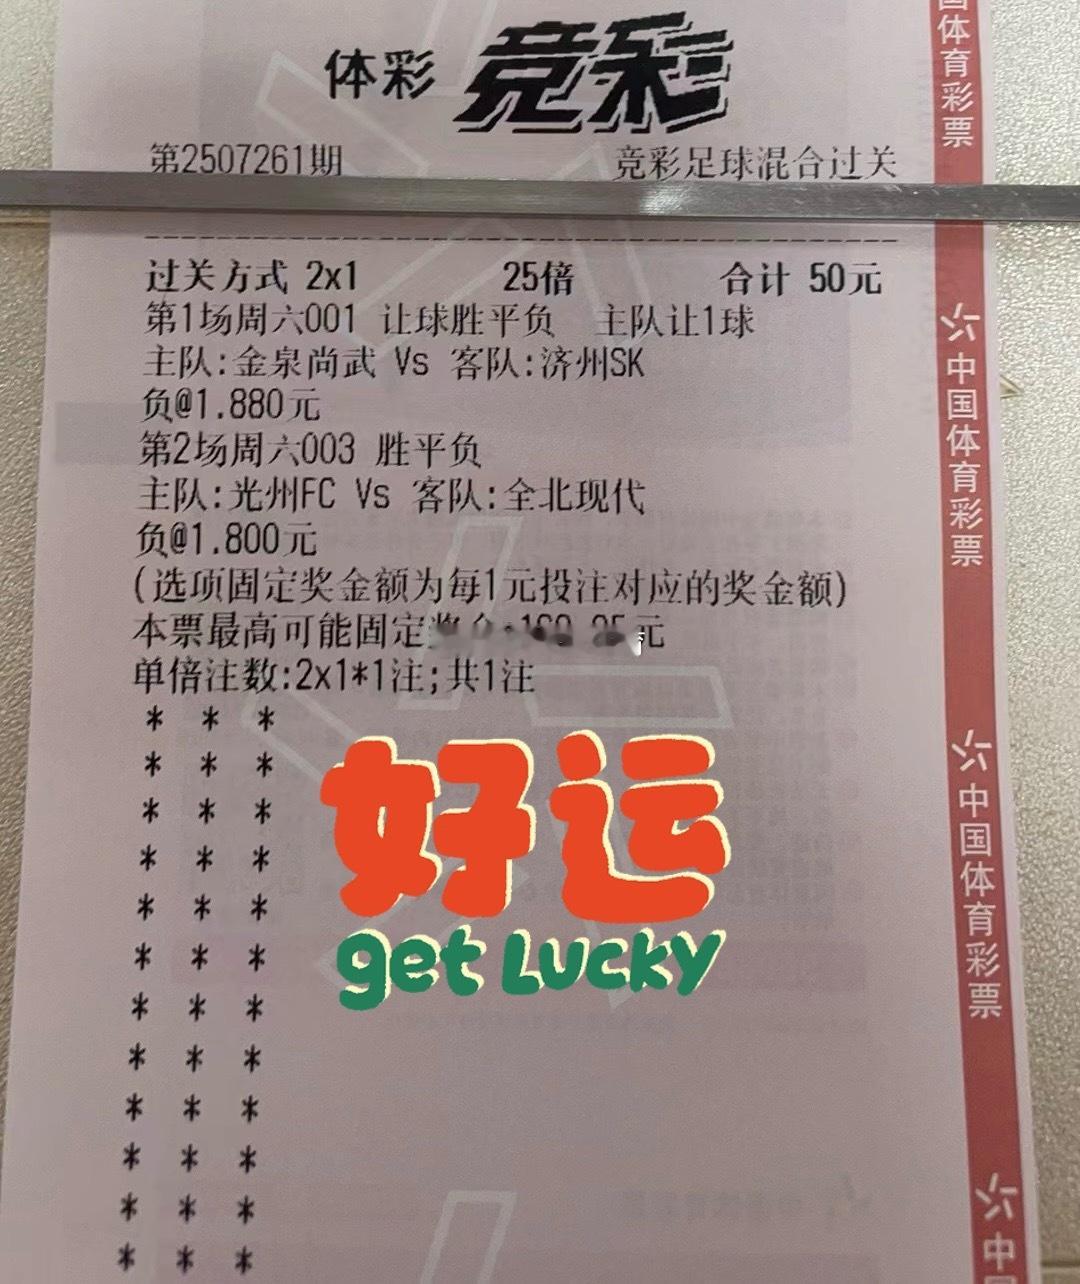 体彩 竞彩
第2507261期 竞彩足球混合过关
过关方式 2x1 25倍 合计 50元
第1场周六001 让球胜平负 主队让1球
主队:金泉尚武 Vs 客队:济州SK
负@1.880元
第2场周六003 胜平负
主队:光州FC Vs 客队:全北现代
负@1.800元
(选项固定奖金额为每1元投注对应的奖金额)
本票最高可能固定 元
单倍注数:2x1*1注;共1注
* * *
* * *
* * *
* * *
* * *
* * *
* * *
* * *
* * *
* * *
* * *
* * *
好运
get Lucky
国体育彩票
中国体育彩票
中国体育彩票
中